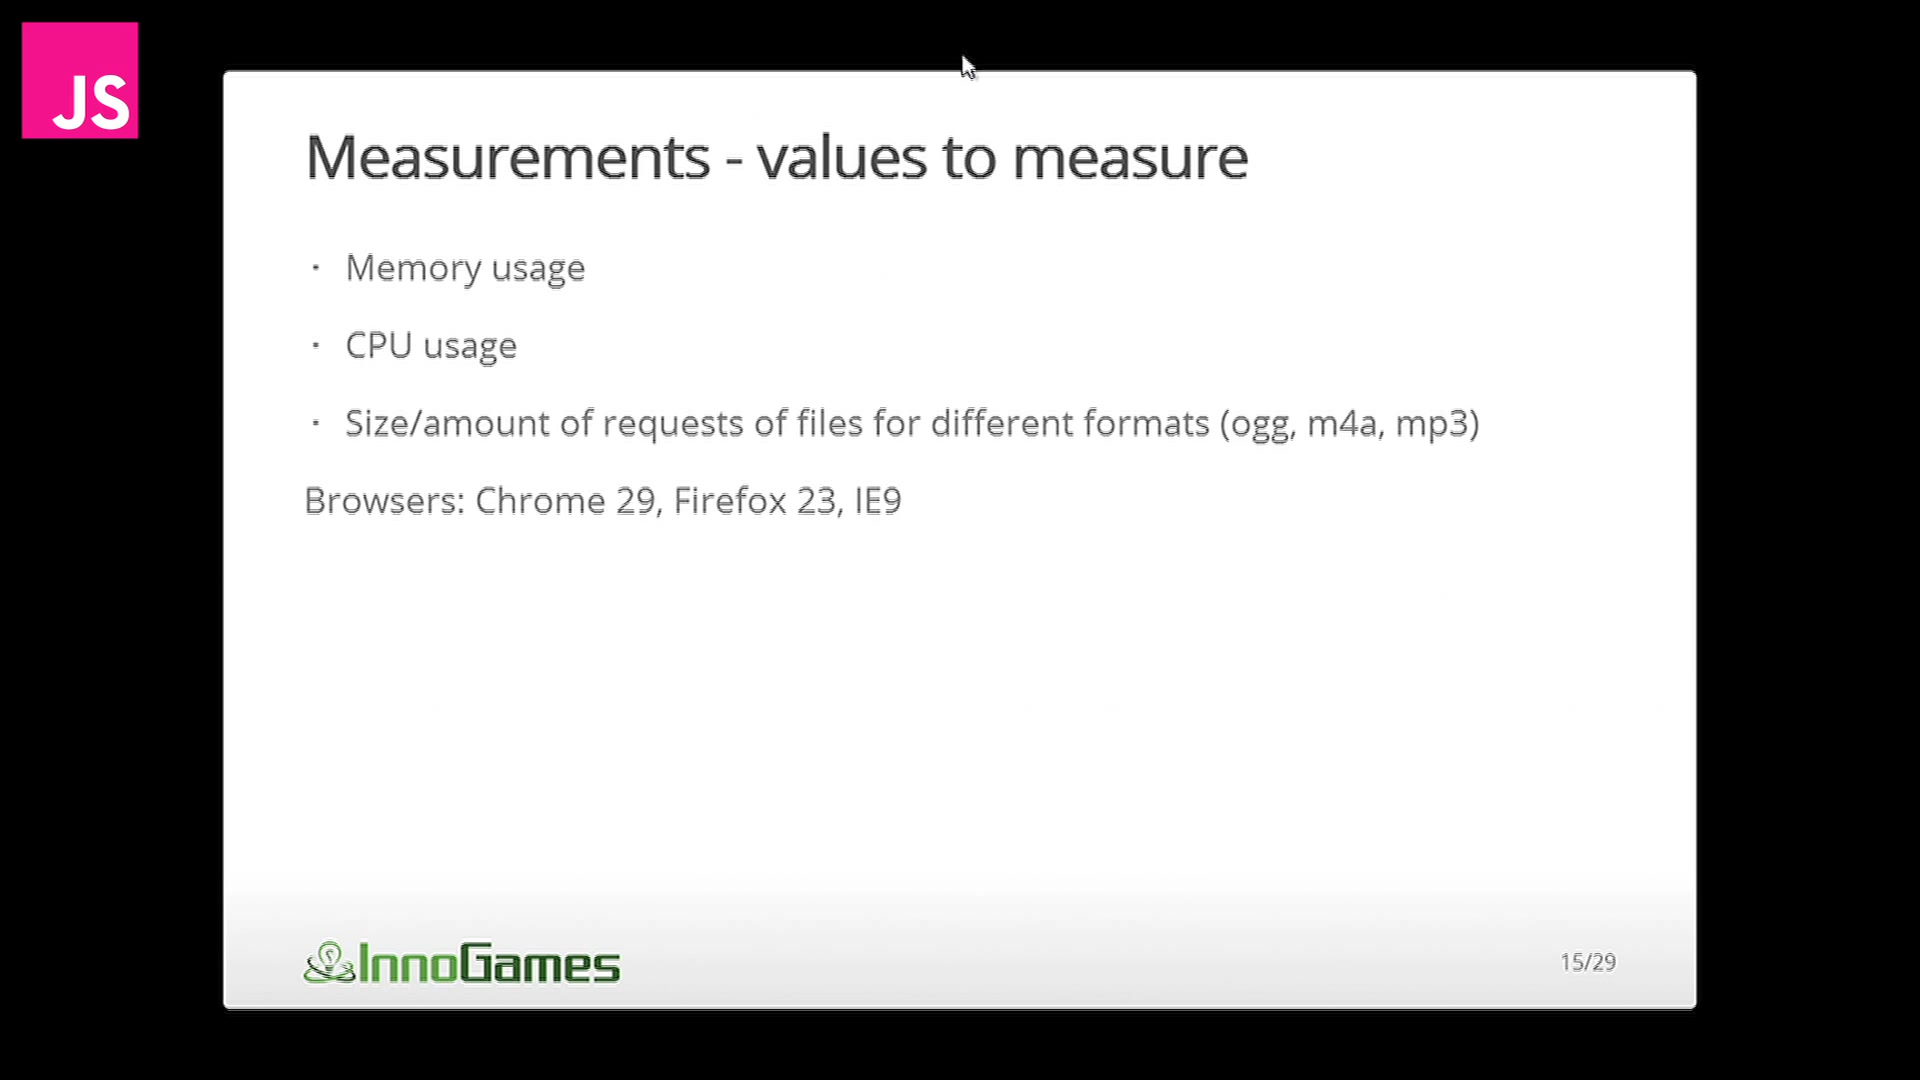 JS
Measurements - values to measure
· Memory usage
· CPU usage
· Size/amount of requests of files for different formats (ogg, m4a, mp3)
Browsers: Chrome 29, Firefox 23, IE9
InnoGames
15/29